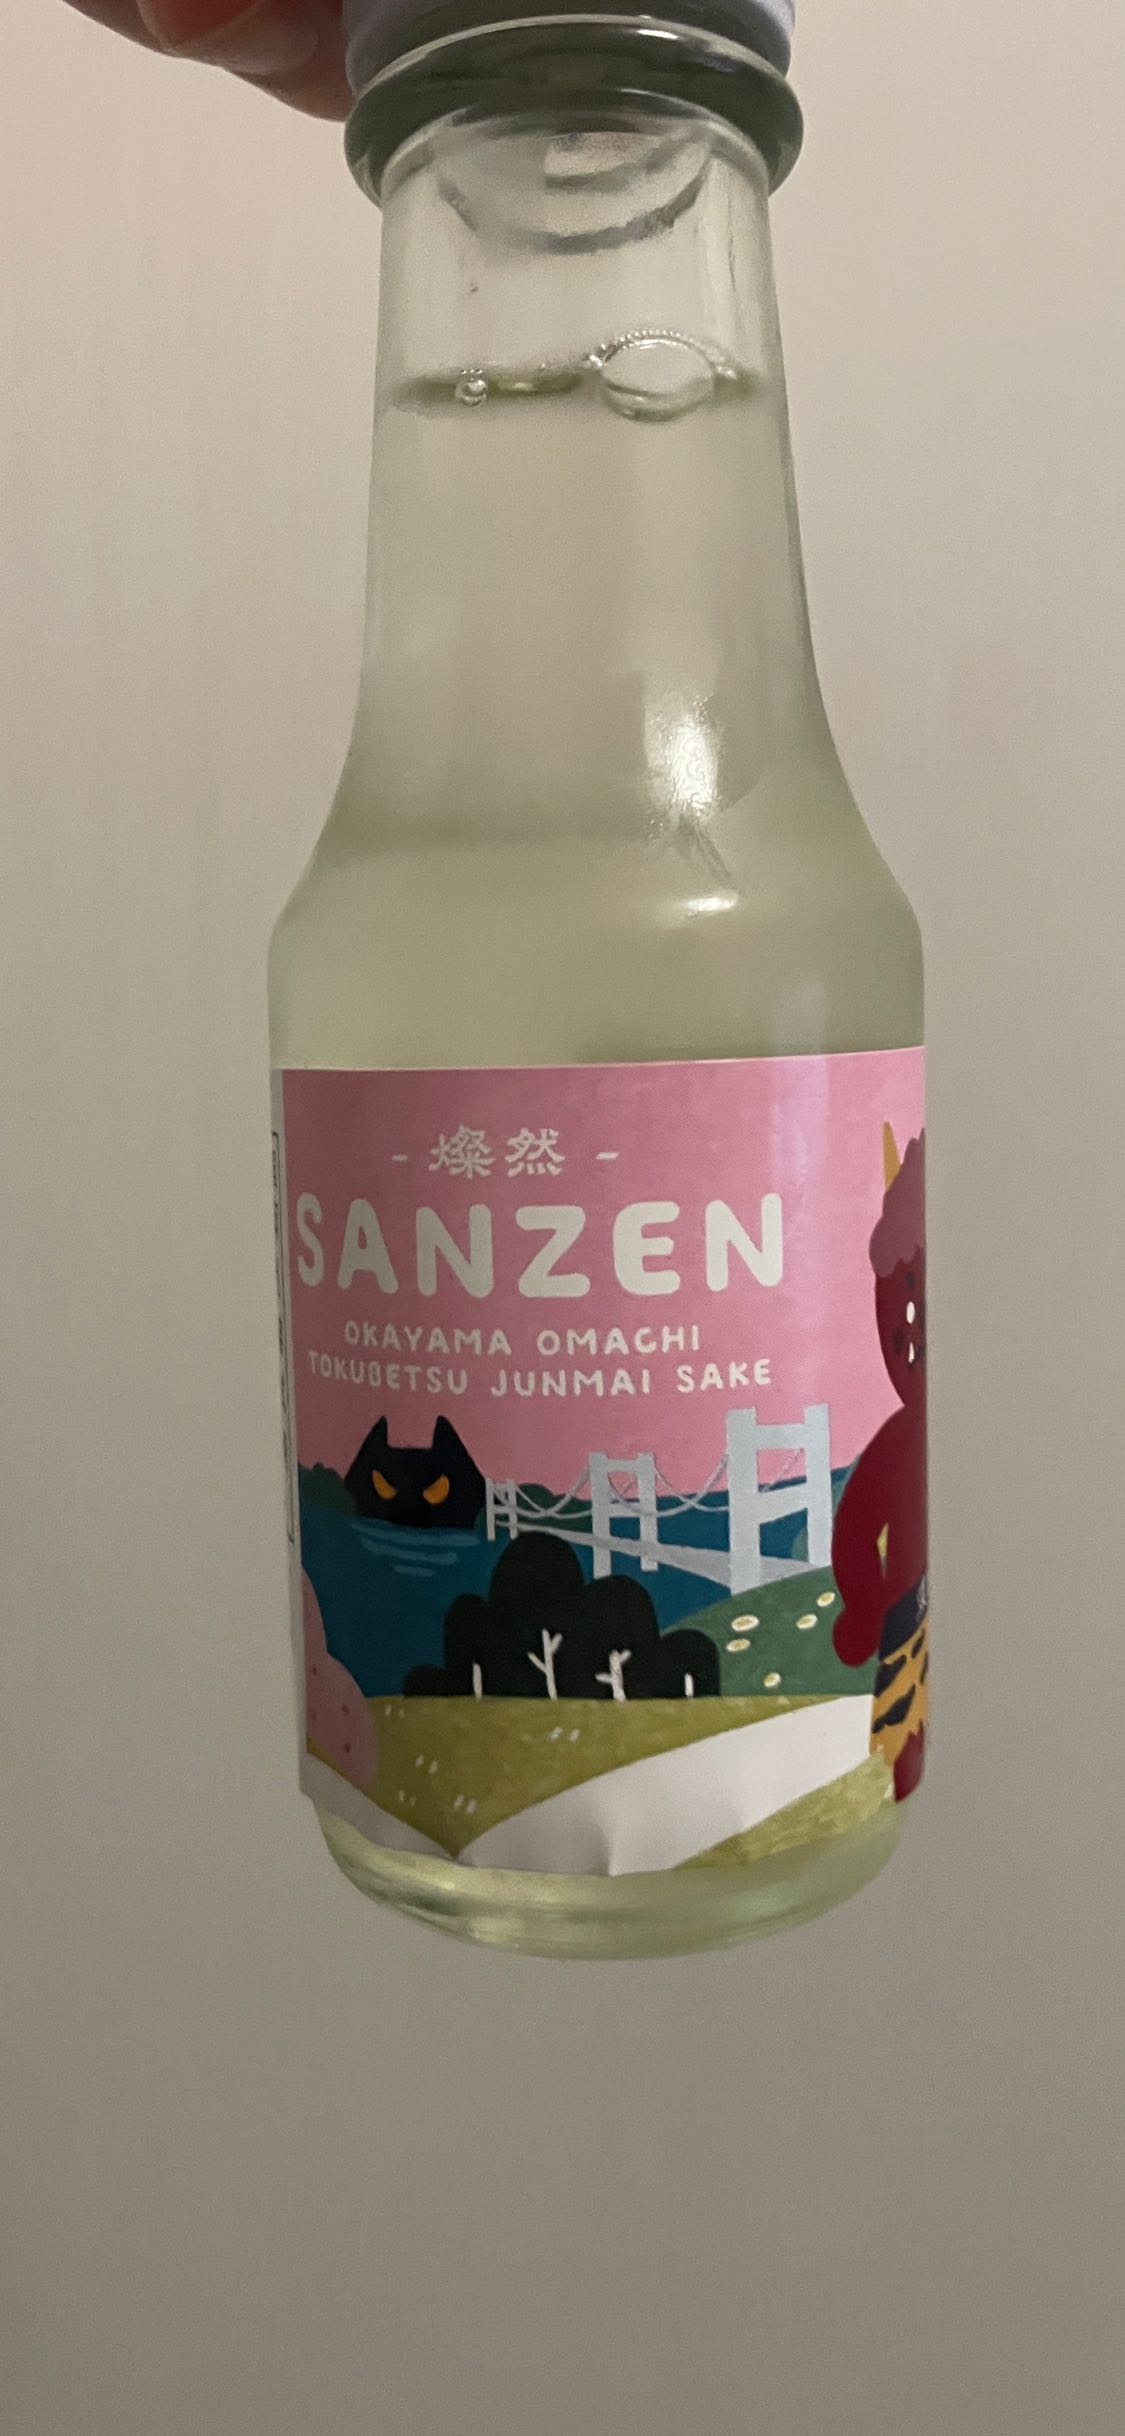 - 燦然 -
SANZEN
OKAYAMA OMACHI
TOKUBETSU JUNMAI SAKE